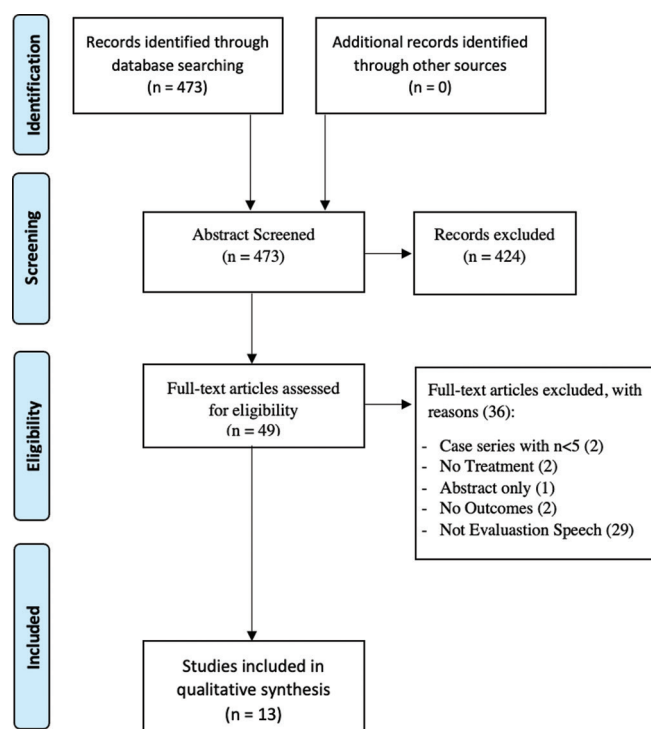 Identification
Records identified through
database searching
(n = 473)
Additional records identified
through other sources
(n = 0)
Screening
Abstract Screened
(n = 473)
Records excluded
(n = 424)
Eligibility
Full-text articles assessed
for eligibility
(n = 49)
Full-text articles excluded, with
reasons (36):
- Case series with n<5 (2)
- No Treatment (2)
- Abstract only (1)
- No Outcomes (2)
- Not Evaluastion Speech (29)
Included
Studies included in
qualitative synthesis
(n = 13)